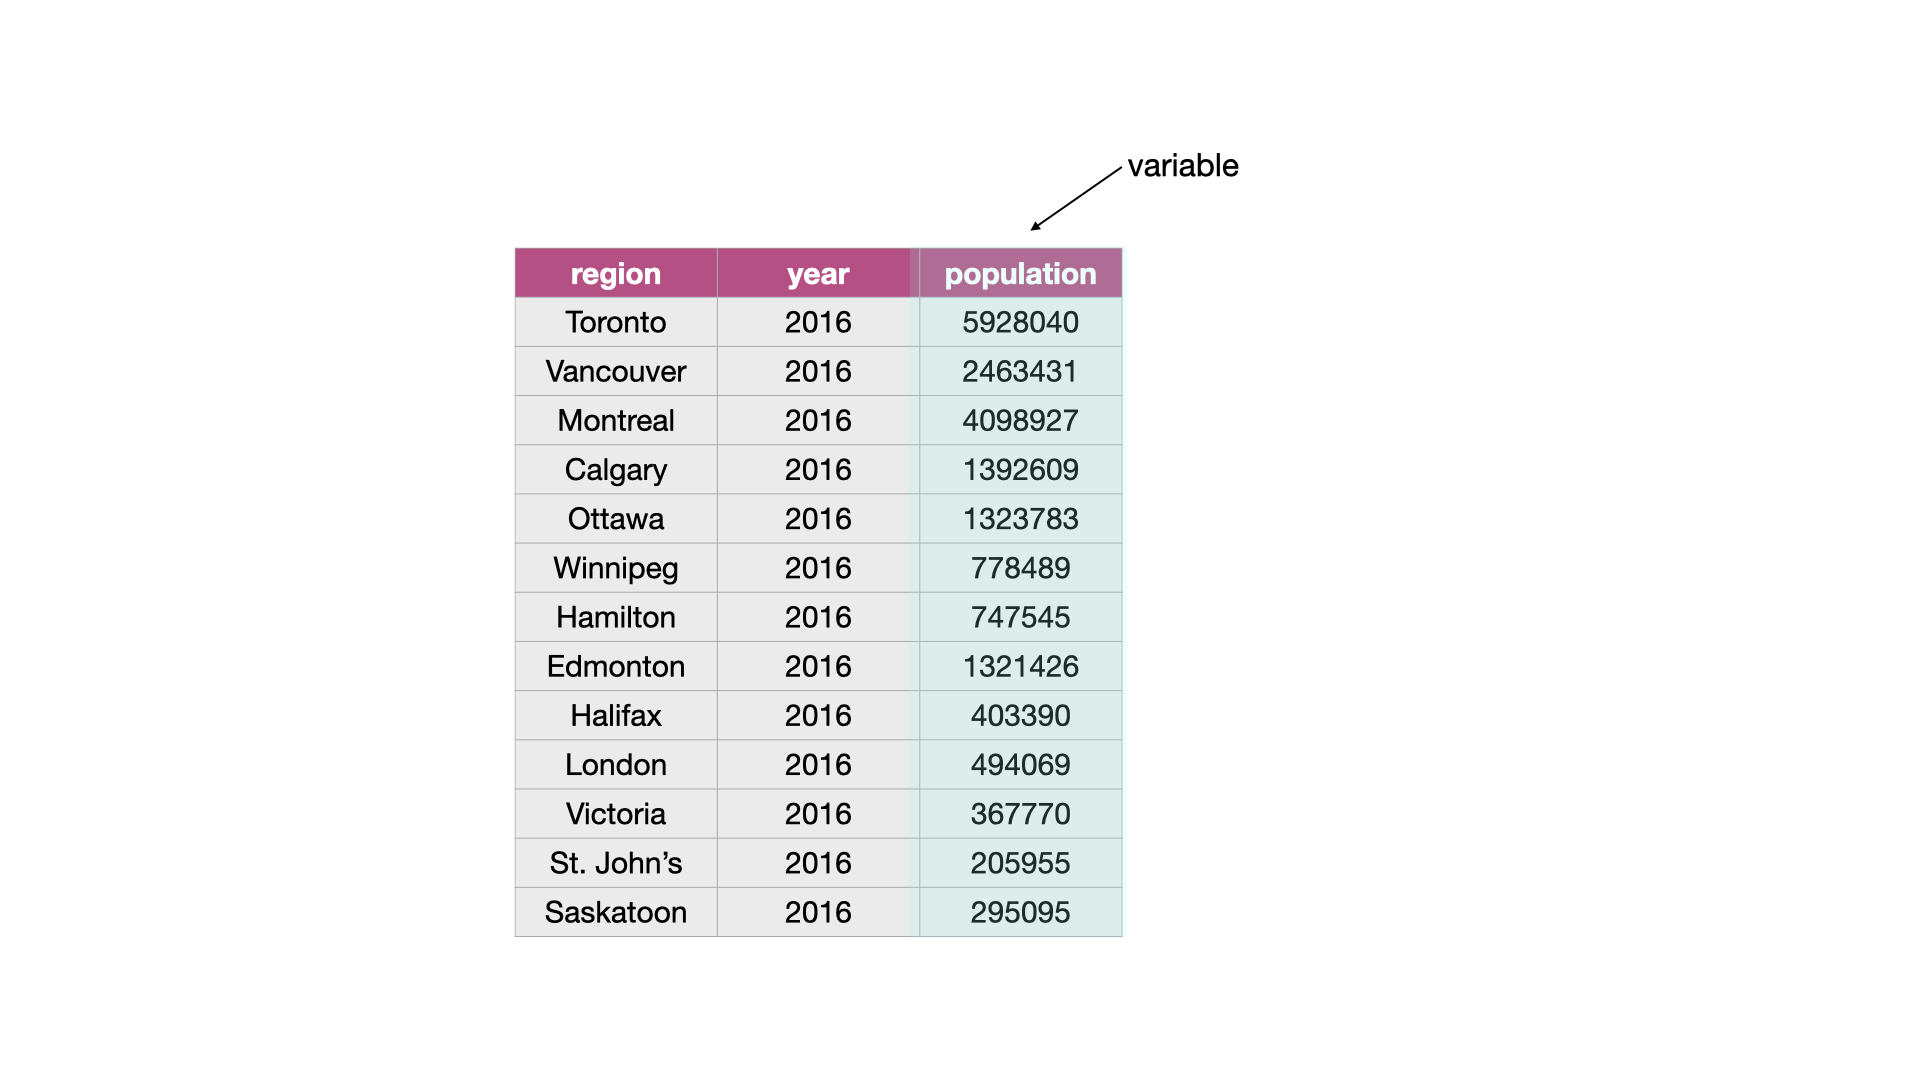 variable
region year population
Toronto 2016 5928040
Vancouver 2016 2463431
Montreal 2016 4098927
Calgary 2016 1392609
Ottawa 2016 1323783
Winnipeg 2016 778489
Hamilton 2016 747545
Edmonton 2016 1321426
Halifax 2016 403390
London 2016 494069
Victoria 2016 367770
St. John’s 2016 205955
Saskatoon 2016 295095